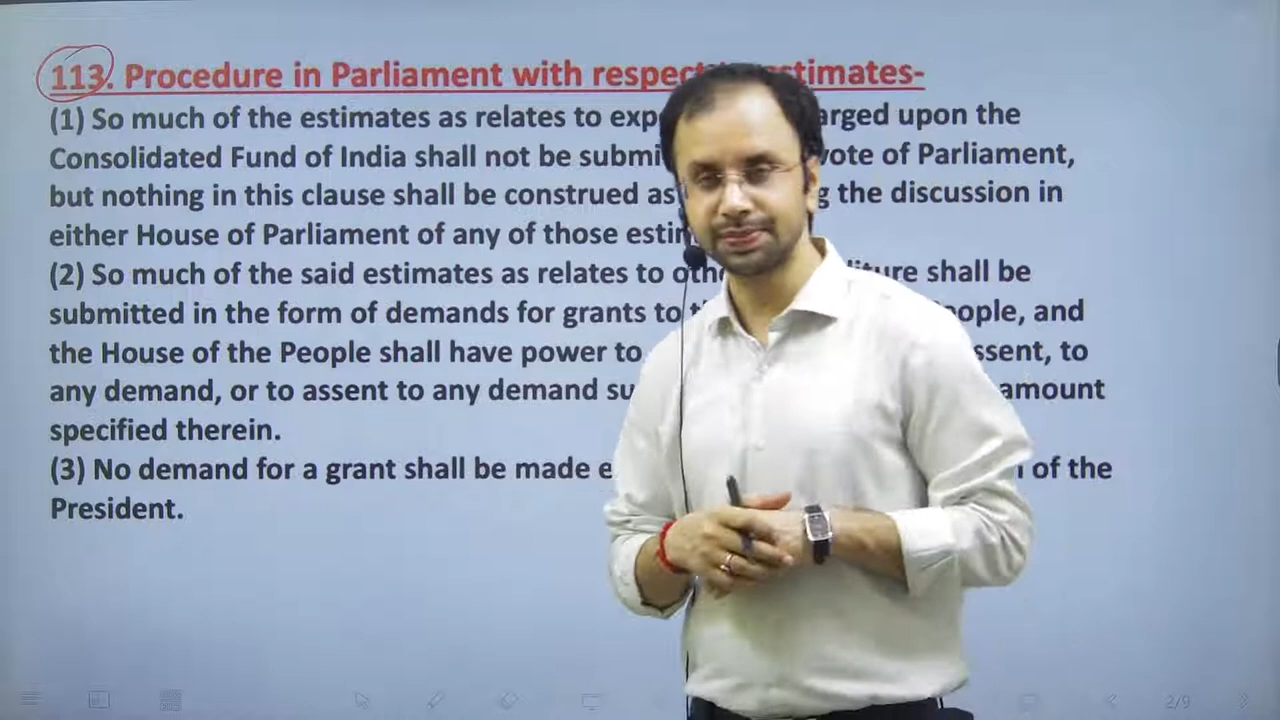 113. Procedure in Parliament with respect estimates-
(1) So much of the estimates as relates to exp arged upon the
Consolidated Fund of India shall not be submi vote of Parliament,
but nothing in this clause shall be construed as g the discussion in
either House of Parliament of any of those estim
(2) So much of the said estimates as relates to othe diture shall be
submitted in the form of demands for grants to t eople, and
the House of the People shall have power to ssent, to
any demand, or to assent to any demand su amount
specified therein.
(3) No demand for a grant shall be made e of the
President.
2/9